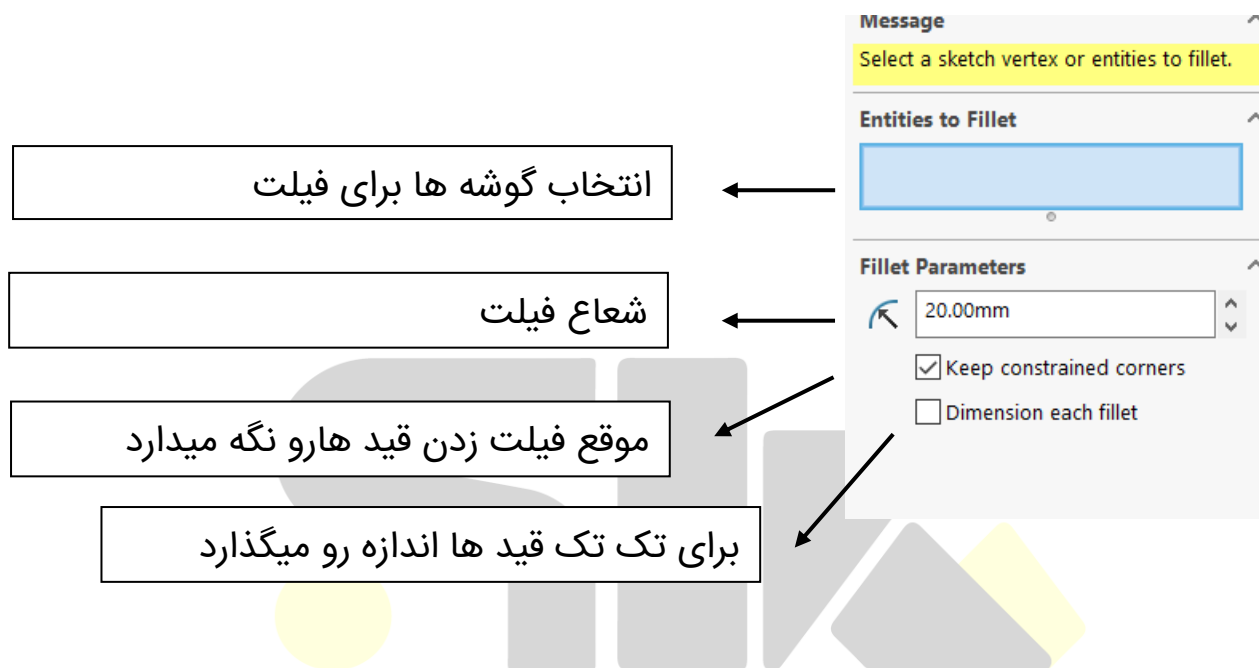 Message
Select a sketch vertex or entities to fillet.
Entities to Fillet
انتخاب گوشه ها برای فیلت
Fillet Parameters
شعاع فیلت
20.00mm
Keep constrained corners
Dimension each fillet
موقع فیلت زدن قید هارو نگه میدارد
برای تک تک قید ها اندازه رو میگذارد